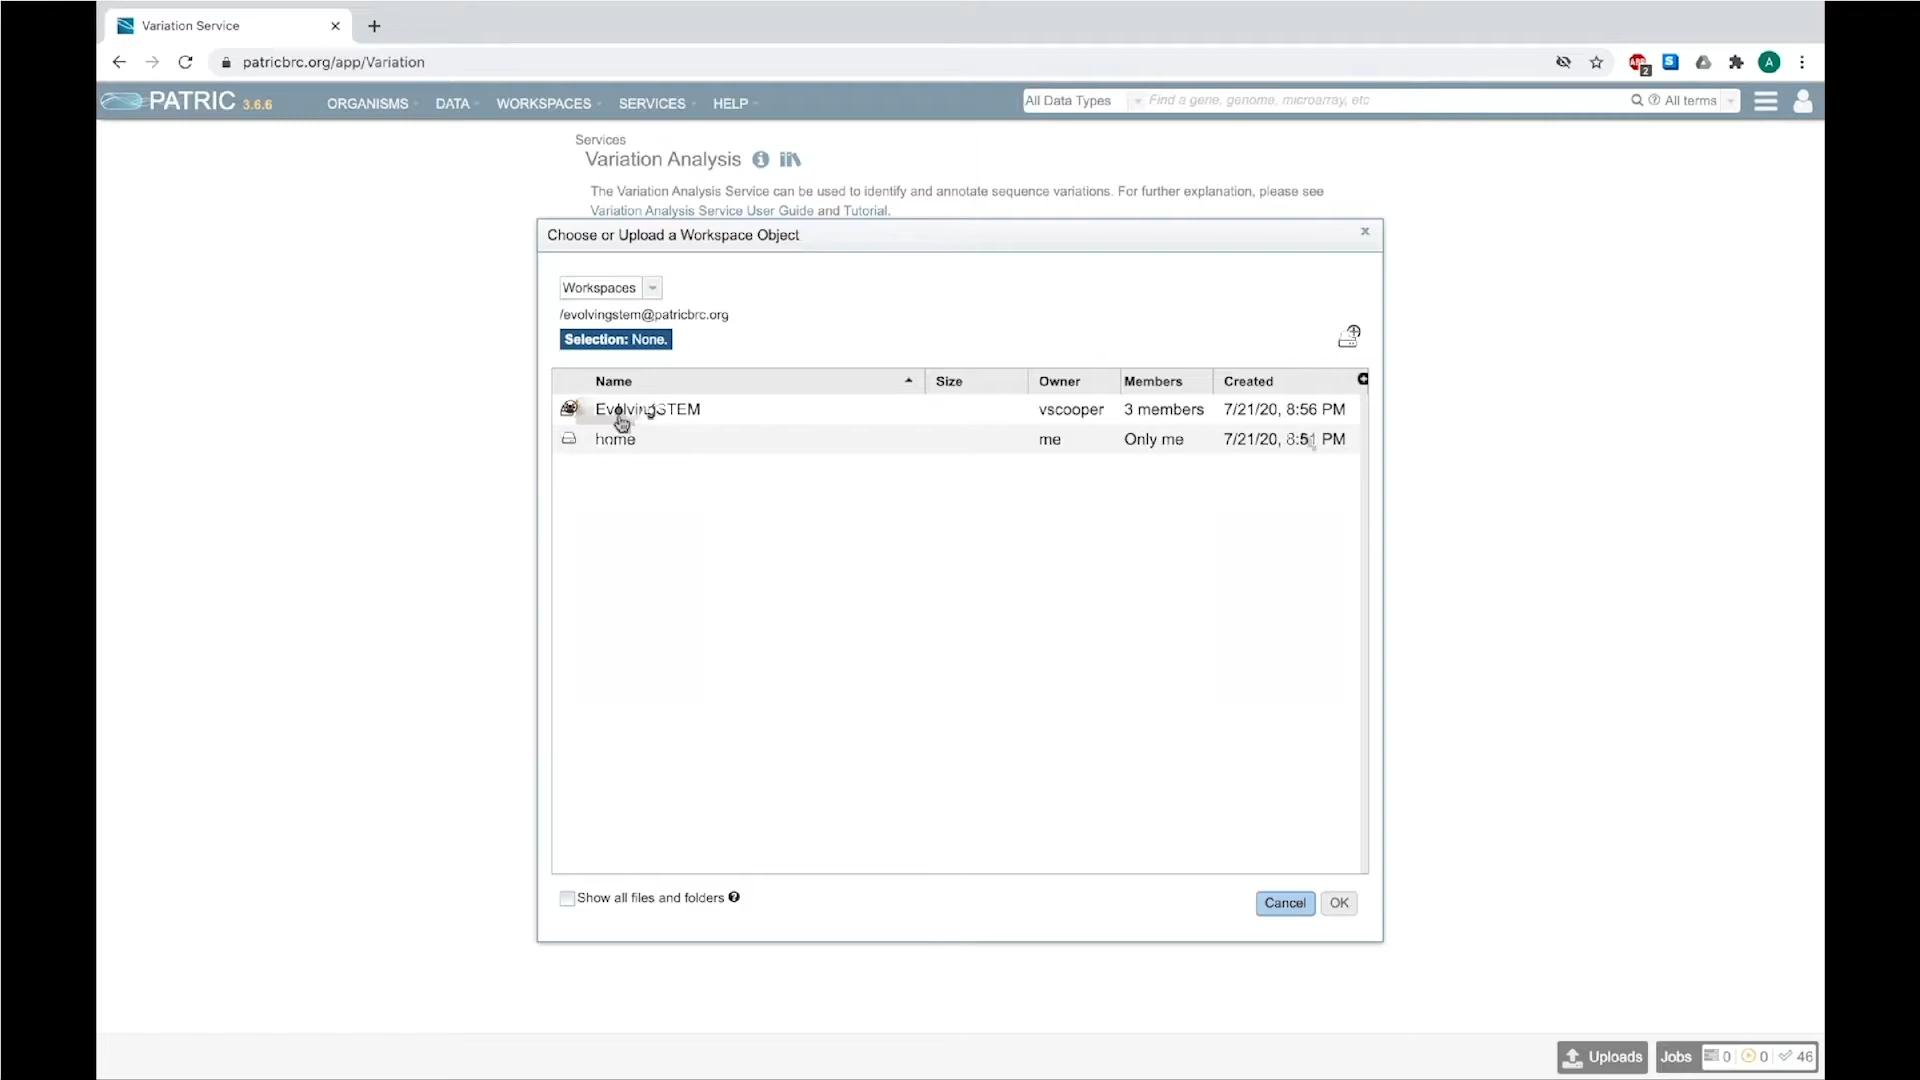 Variation Service
patricbrc.org/app/Variation
2
S
A
PATRIC 3.6.6 ORGANISMS DATA WORKSPACES SERVICES HELP All Data Types Find a gene, genome, microarray, etc All terms
Services
Variation Analysis
The Variation Analysis Service can be used to identify and annotate sequence variations. For further explanation, please see
Variation Analysis Service User Guide and Tutorial.
Choose or Upload a Workspace Object
x
Workspaces
/evolvingstem@patricbrc.org
Selection: None.
Name Size Owner Members Created
EvolvingSTEM vscooper 3 members 7/21/20, 8:56 PM
home me Only me 7/21/20, 8:51 PM
Show all files and folders
Cancel OK
Uploads Jobs 0 0 46